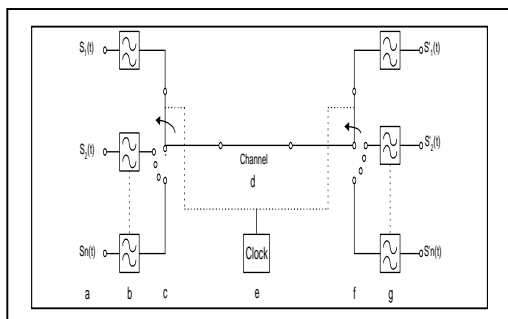 S₁(t) S'₁(t)
S₂(t) S'₂(t)
Channel
d
Sn(t) Clock S'n(t)
a b c e f g